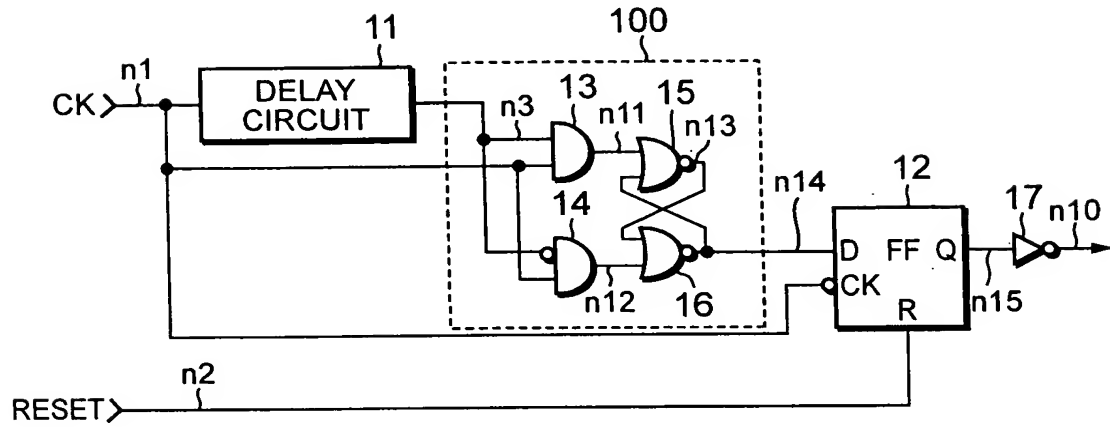 11
100
CK
n1
DELAY
CIRCUIT
n3
13
n11
15
n13
14
n12
16
n14
12
D FF Q
CK
R
17
n10
n15
RESET
n2